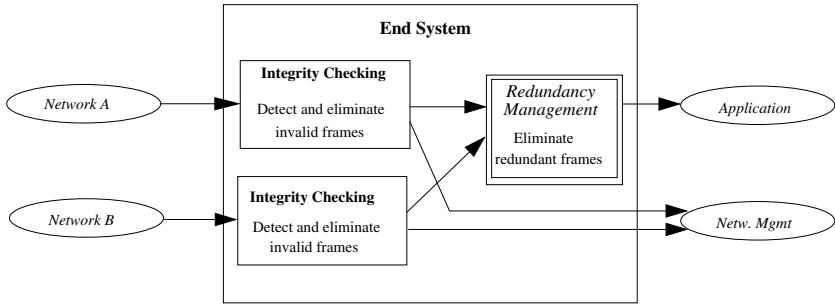 End System
Network A
Integrity Checking
Detect and eliminate
invalid frames
Redundancy
Management
Eliminate
redundant frames
Application
Network B
Integrity Checking
Detect and eliminate
invalid frames
Netw. Mgmt